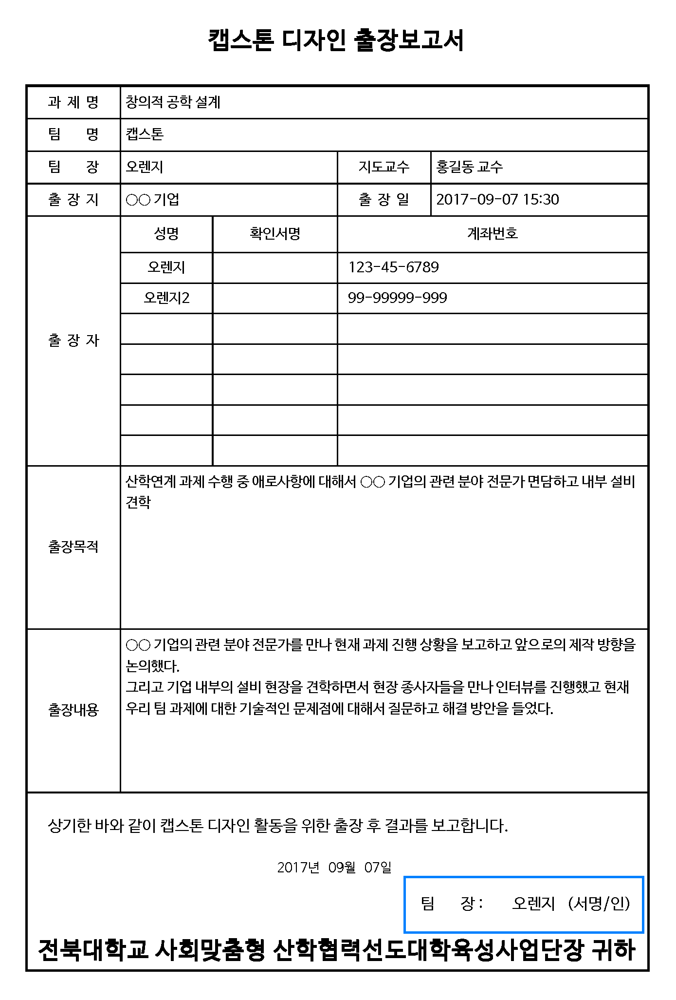 캡스톤 디자인 출장보고서
과 제 명 창의적 공학 설계
팀 명 캡스톤
팀 장 오렌지 지도교수 홍길동 교수
출 장 지 ○○ 기업 출 장 일 2017-09-07 15:30
출 장 자
성명 확인서명 계좌번호
오렌지 123-45-6789
오렌지2 99-99999-999
출장목적
산학연계 과제 수행 중 애로사항에 대해서 ○○ 기업의 관련 분야 전문가 면담하고 내부 설비
견학
출장내용
○○ 기업의 관련 분야 전문가를 만나 현재 과제 진행 상황을 보고하고 앞으로의 제작 방향을
논의했다.
그리고 기업 내부의 설비 현장을 견학하면서 현장 종사자들을 만나 인터뷰를 진행했고 현재
우리 팀 과제에 대한 기술적인 문제점에 대해서 질문하고 해결 방안을 들었다.
상기한 바와 같이 캡스톤 디자인 활동을 위한 출장 후 결과를 보고합니다.
2017년 09월 07일
팀 장 : 오렌지 (서명/인)
전북대학교 사회맞춤형 산학협력선도대학육성사업단장 귀하